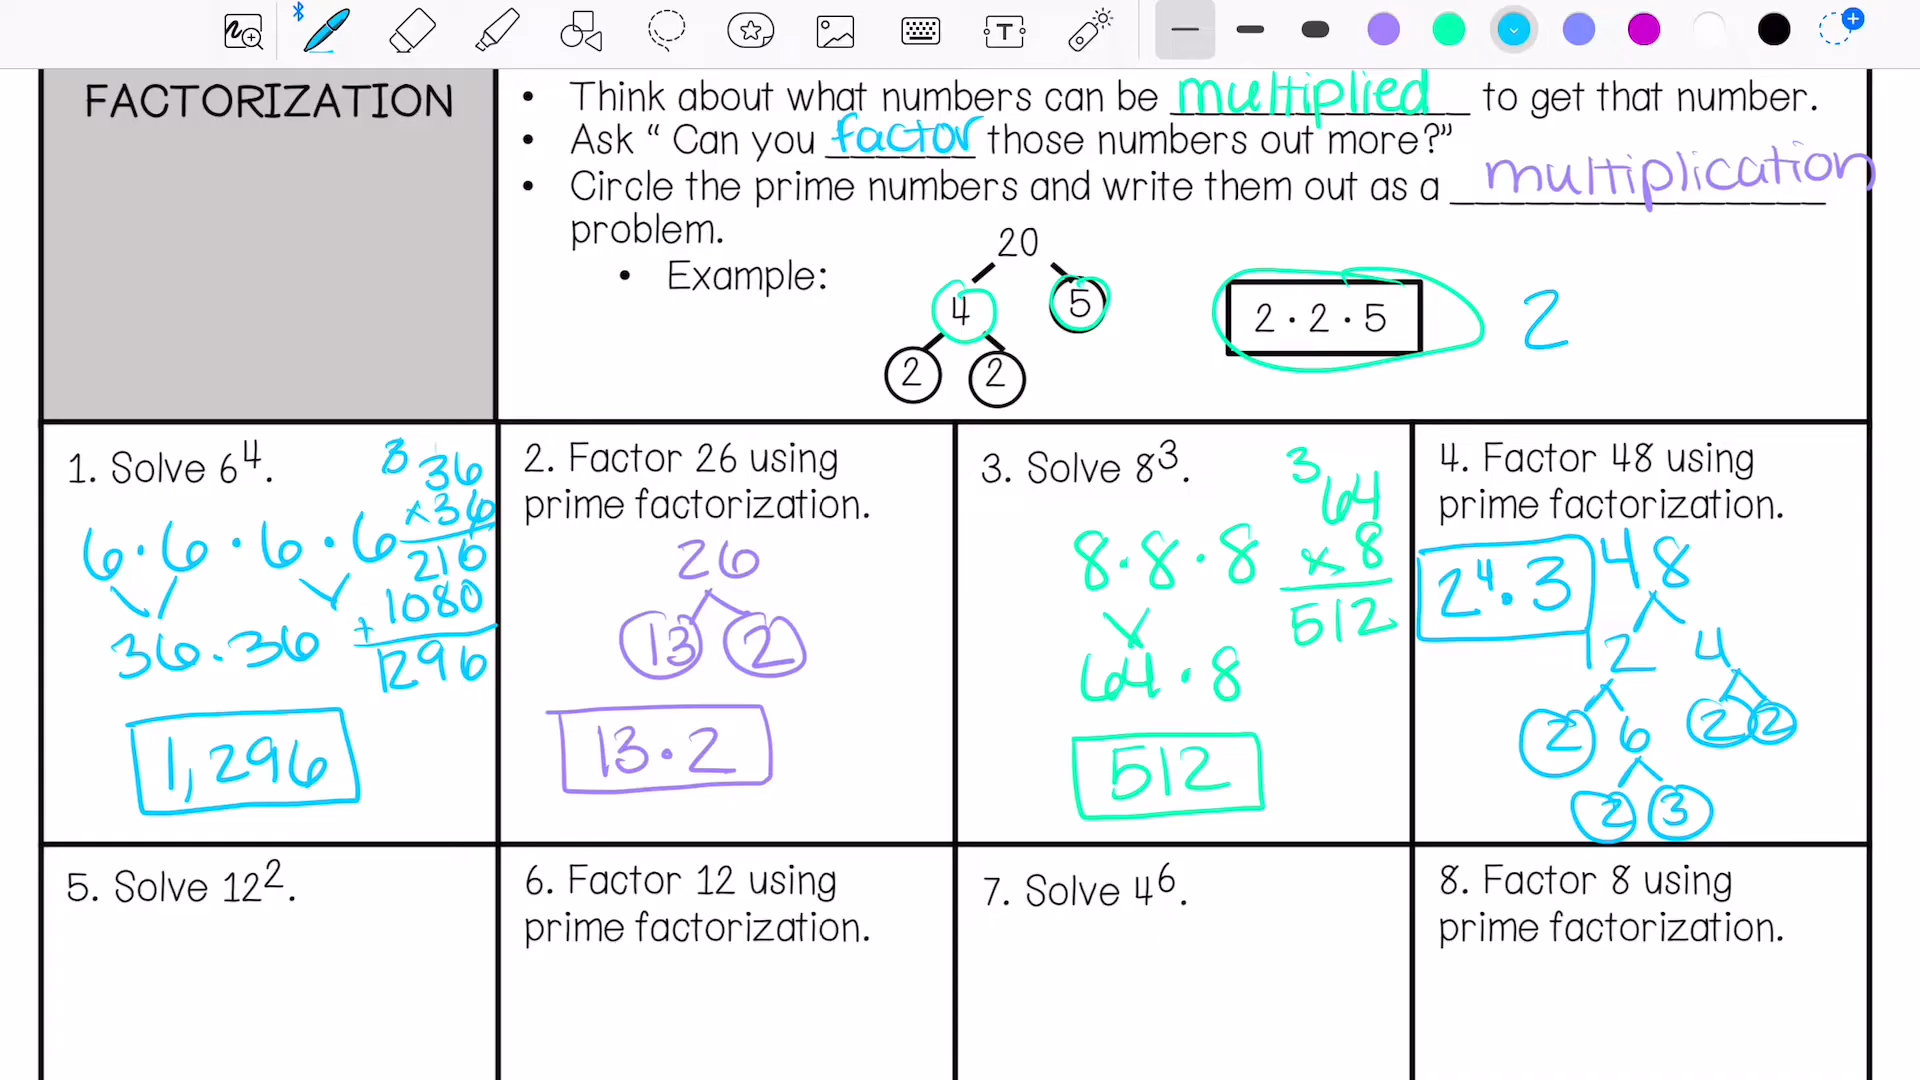 FACTORIZATION
• Think about what numbers can be multiplied to get that number.
• Ask “ Can you factor those numbers out more?”
• Circle the prime numbers and write them out as a multiplication
problem.
• Example:
20
4 5
2 2
2 · 2 · 5
2
1. Solve 6⁴.
6 · 6 · 6 · 6
36 · 36
3
36
x36
216
+1080
1296
1,296
2. Factor 26 using
prime factorization.
26
13 2
13 · 2
3. Solve 8³.
8 · 8 · 8
64 · 8
3
64
x 8
512
512
4. Factor 48 using
prime factorization.
2⁴ · 3
48
12 4
2 6 2 2
2 3
5. Solve 12².
6. Factor 12 using
prime factorization.
7. Solve 4⁶.
8. Factor 8 using
prime factorization.